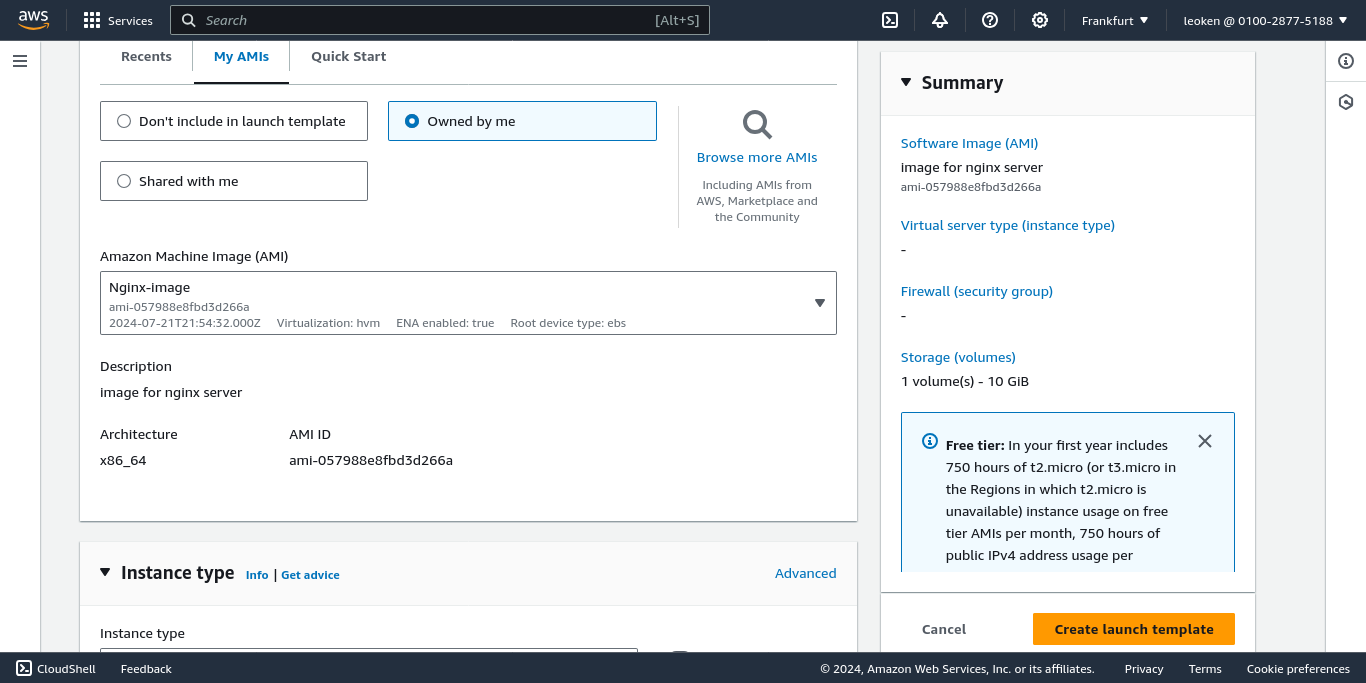 aws
Services
Search
[Alt+S]
Frankfurt
leoken @ 0100-2877-5188
Recents
My AMIs
Quick Start
Don't include in launch template
Owned by me
Shared with me
Browse more AMIs
Including AMIs from
AWS, Marketplace and
the Community
Amazon Machine Image (AMI)
Nginx-image
ami-057988e8fbd3d266a
2024-07-21T21:54:32.000Z Virtualization: hvm ENA enabled: true Root device type: ebs
Description
image for nginx server
Architecture
AMI ID
x86_64
ami-057988e8fbd3d266a
Instance type Info | Get advice
Advanced
Instance type
Summary
Software Image (AMI)
image for nginx server
ami-057988e8fbd3d266a
Virtual server type (instance type)
-
Firewall (security group)
-
Storage (volumes)
1 volume(s) - 10 GiB
Free tier: In your first year includes
750 hours of t2.micro (or t3.micro in
the Regions in which t2.micro is
unavailable) instance usage on free
tier AMIs per month, 750 hours of
public IPv4 address usage per
Cancel
Create launch template
CloudShell
Feedback
© 2024, Amazon Web Services, Inc. or its affiliates.
Privacy
Terms
Cookie preferences